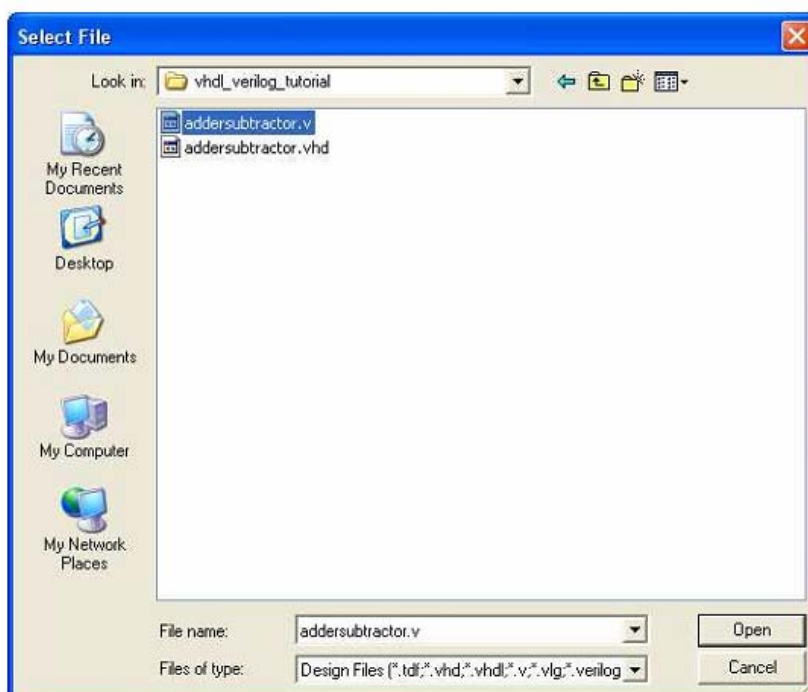 Select File
Look in: vhdl_verilog_tutorial
addersubtractor.v
addersubtractor.vhd
My Recent
Documents
Desktop
My Documents
My Computer
My Network
Places
File name: addersubtractor.v Open
Files of type: Design Files (*.tdf;*.vhd;*.vhdl;*.v;*.vlg;*.verilog Cancel